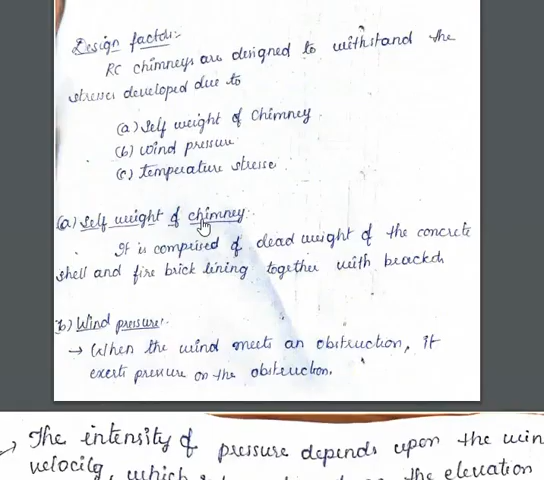 Design factor:-
RC chimneys are designed to withstand the
stresses developed due to
(a) Self weight of Chimney
(b) wind pressure
(c) temperature stresse
(a) Self weight of chimney:-
It is comprised of dead weight of the concrete
shell and fire brick lining together with
b) Wind pressure:-
→ When the wind meets an obstruction, it
exerts pressure on the obstruction.
→ The intensity of pressure depends upon the win
velocity, which the elevation